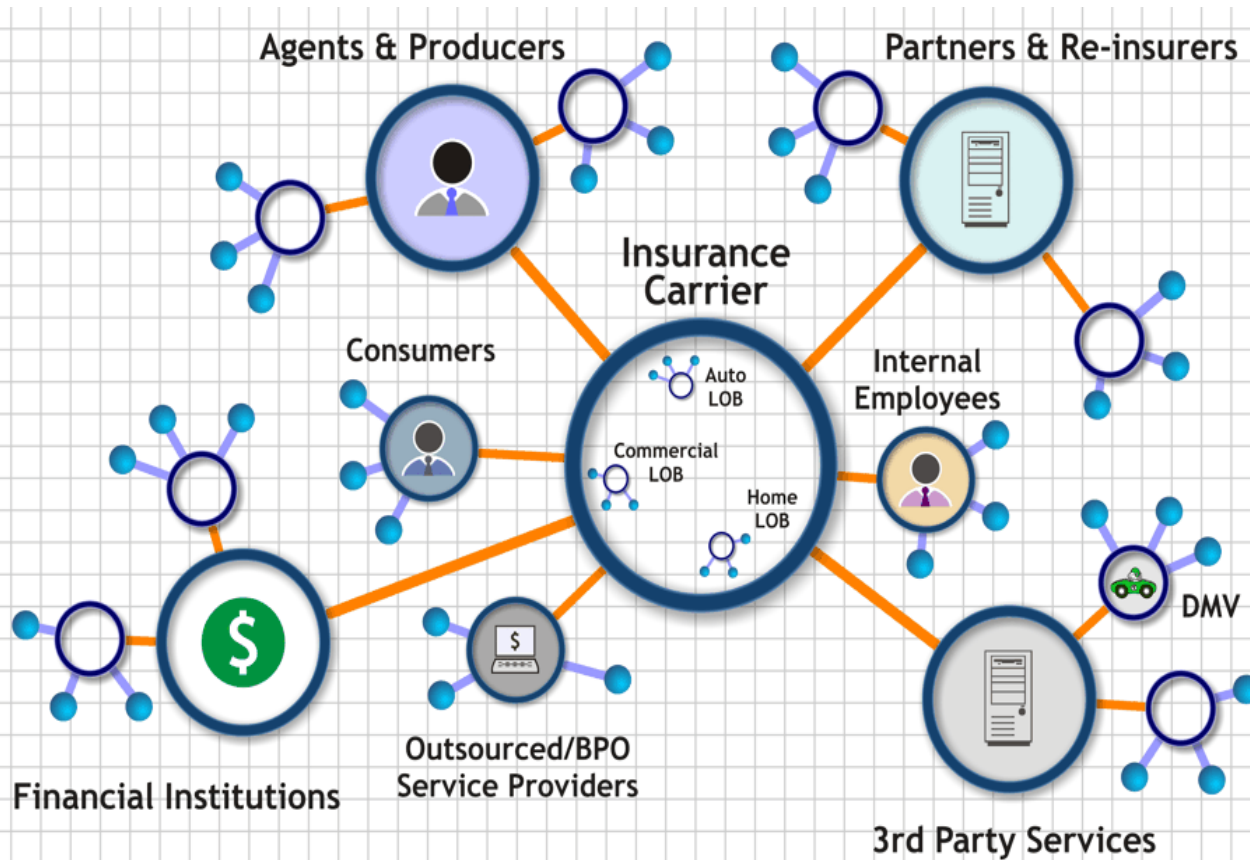 Agents & Producers
Partners & Re-insurers
Insurance
Carrier
Consumers
Internal
Employees
Auto
LOB
Commercial
LOB
Home
LOB
DMV
$
$
Outsourced/BPO
Service Providers
Financial Institutions
3rd Party Services